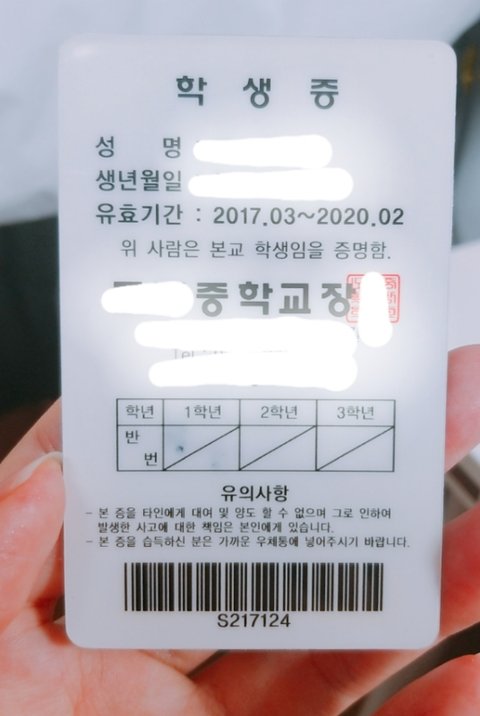 학생증
성 명
생년월일
유효기간 : 2017.03~2020.02
위 사람은 본교 학생임을 증명함.
중학교장
학년 1학년 2학년 3학년
반
번
유의사항
- 본 증을 타인에게 대여 및 양도 할 수 없으며 그로 인하여
발생한 사고에 대한 책임은 본인에게 있습니다.
- 본 증을 습득하신 분은 가까운 우체통에 넣어주시기 바랍니다.
S217124